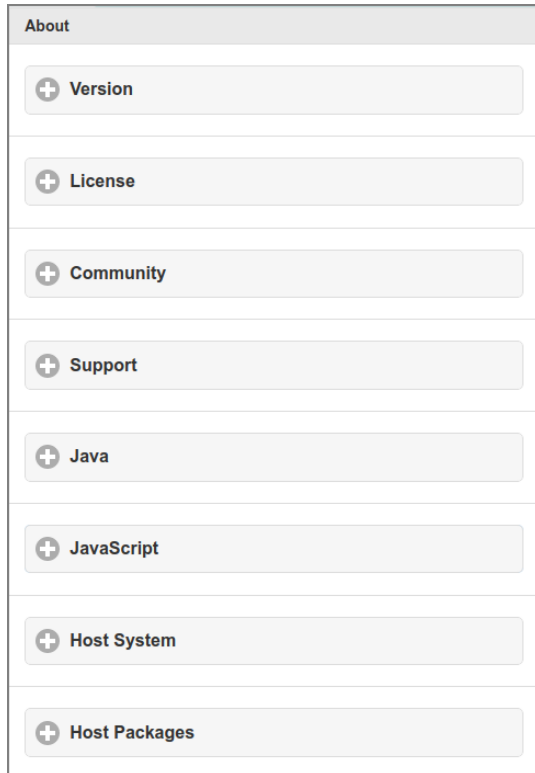 About
Version
License
Community
Support
Java
JavaScript
Host System
Host Packages